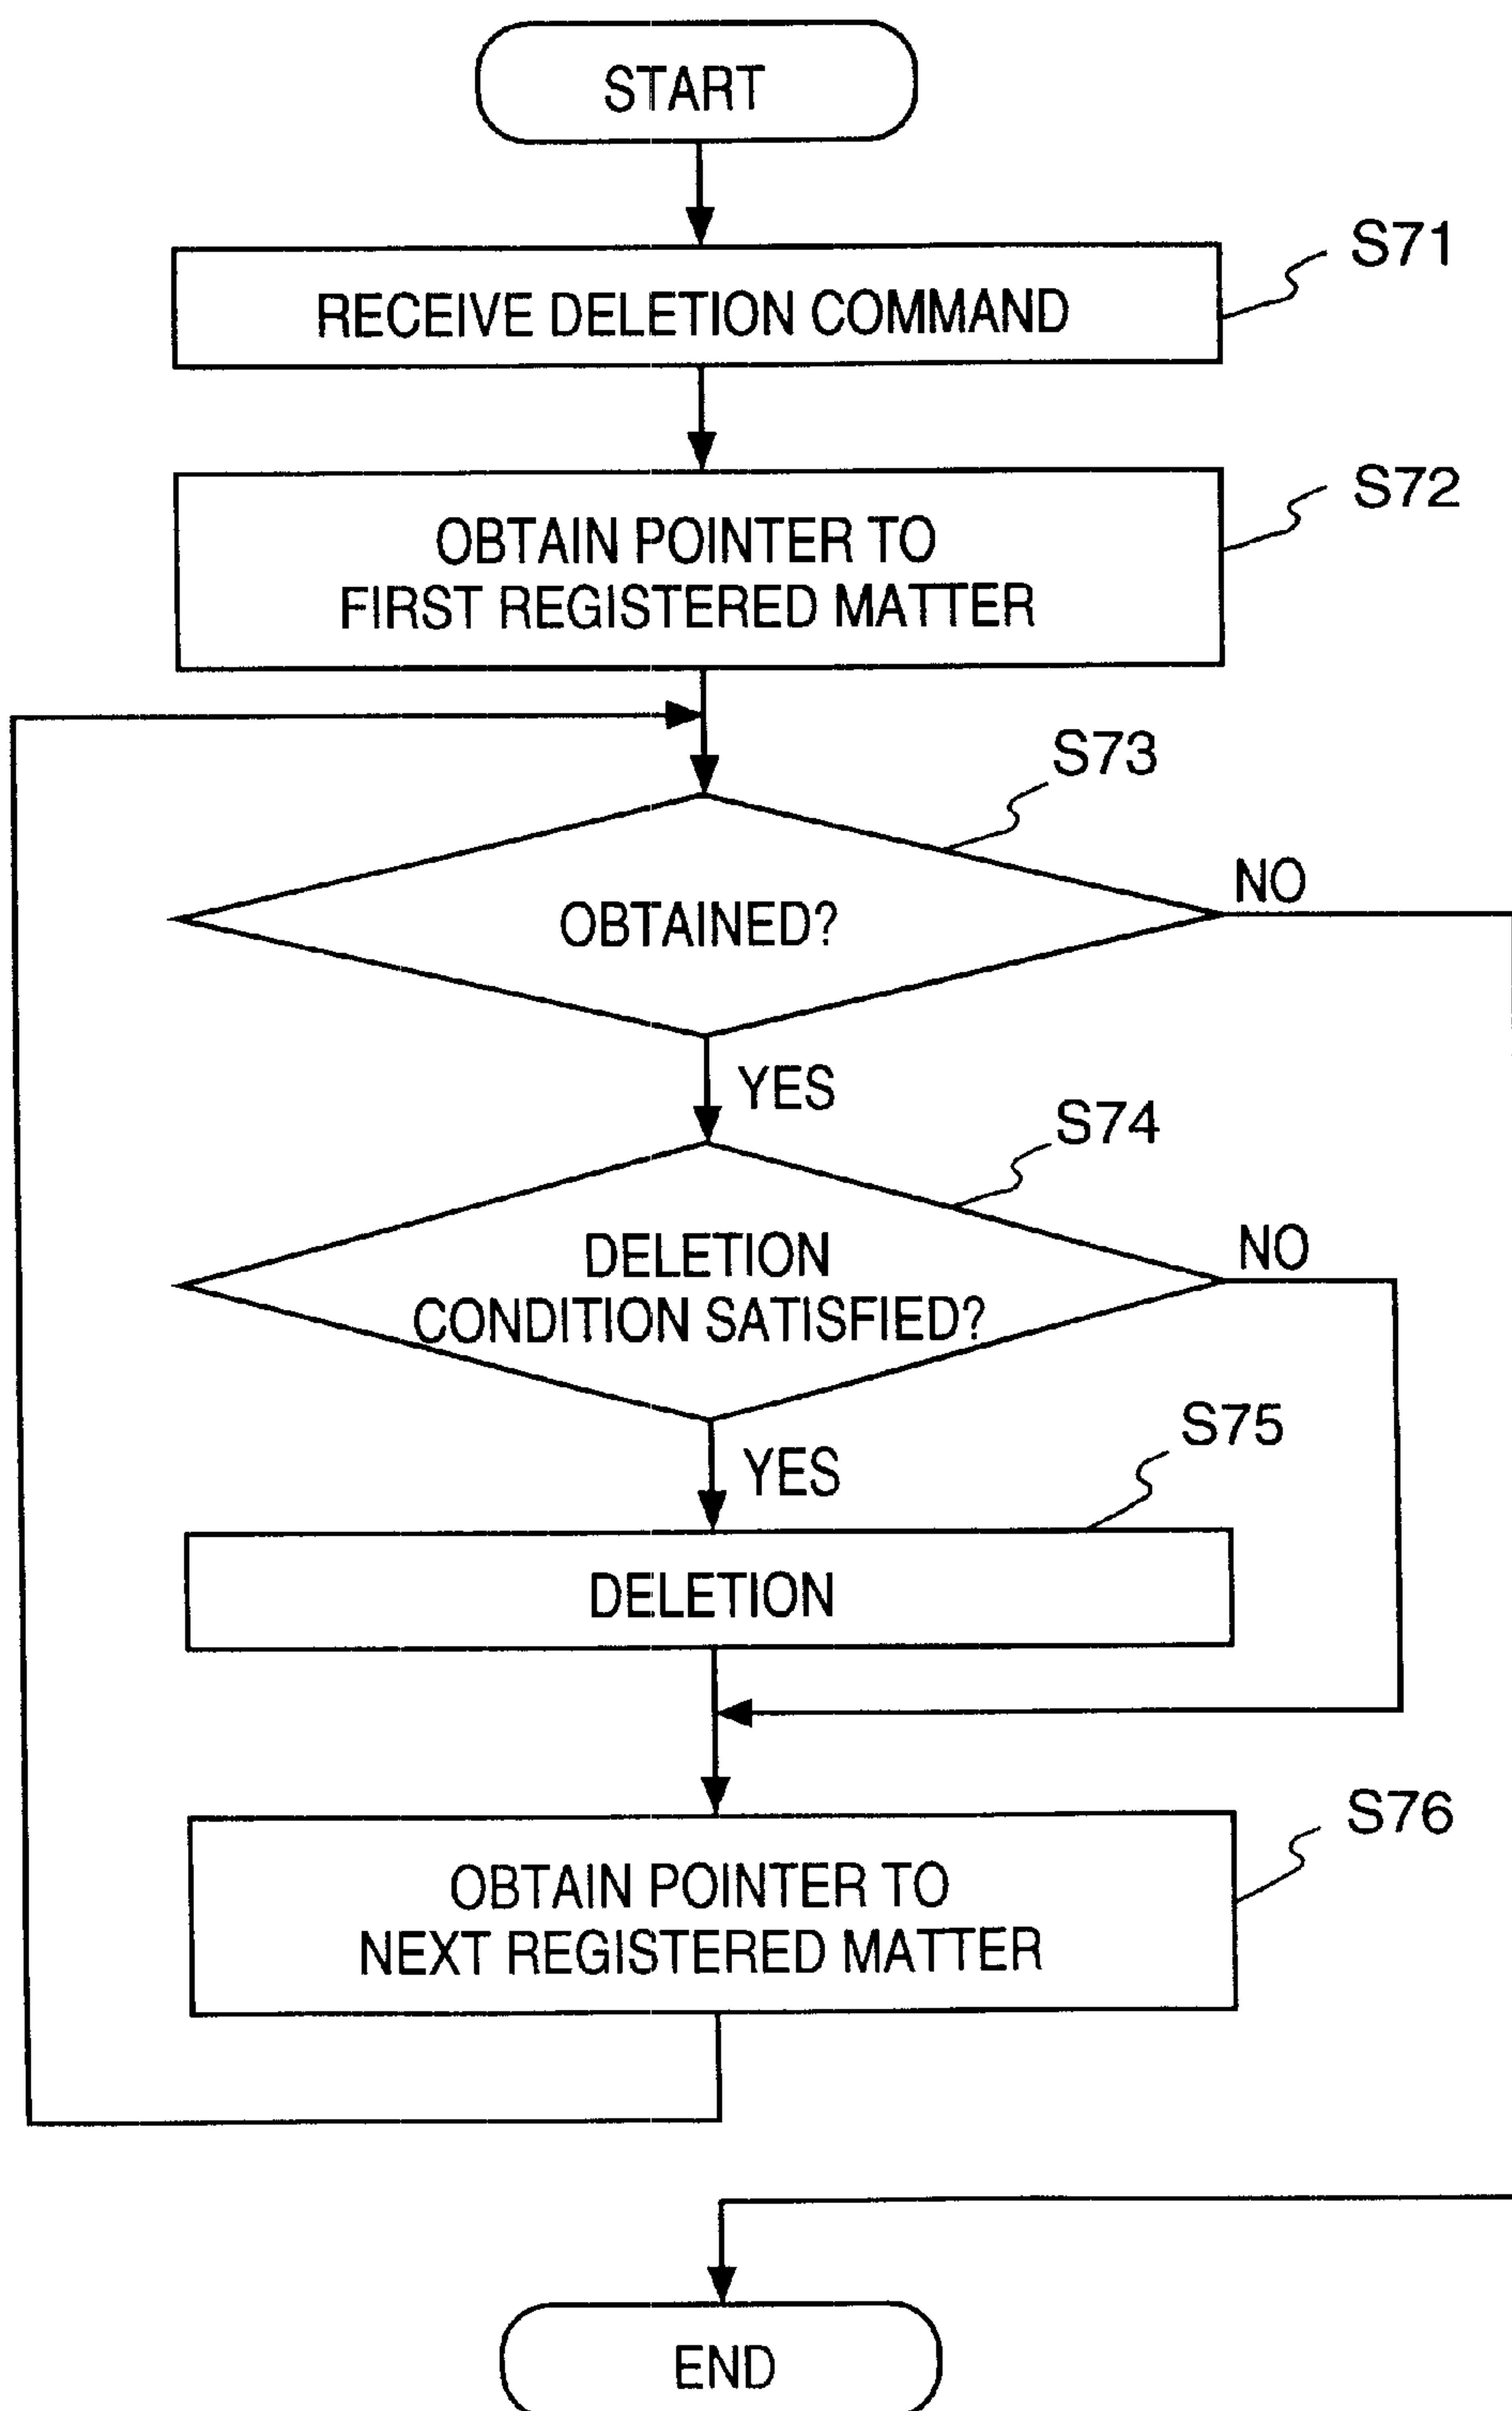 START
S71
RECEIVE DELETION COMMAND
S72
OBTAIN POINTER TO
FIRST REGISTERED MATTER
S73
NO
OBTAINED?
YES
S74
NO
DELETION
CONDITION SATISFIED?
S75
YES
DELETION
S76
OBTAIN POINTER TO
NEXT REGISTERED MATTER
END